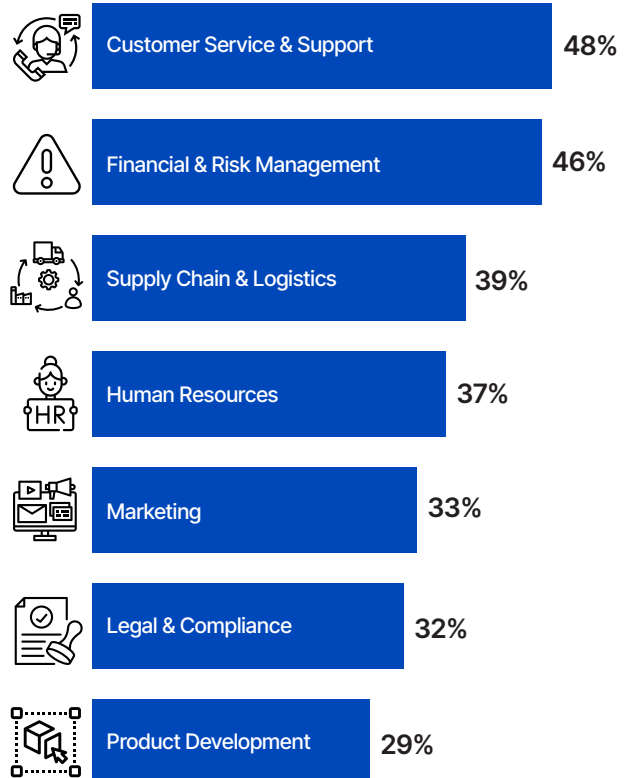 Customer Service & Support 48%
Financial & Risk Management 46%
Supply Chain & Logistics 39%
HR Human Resources 37%
Marketing 33%
Legal & Compliance 32%
Product Development 29%